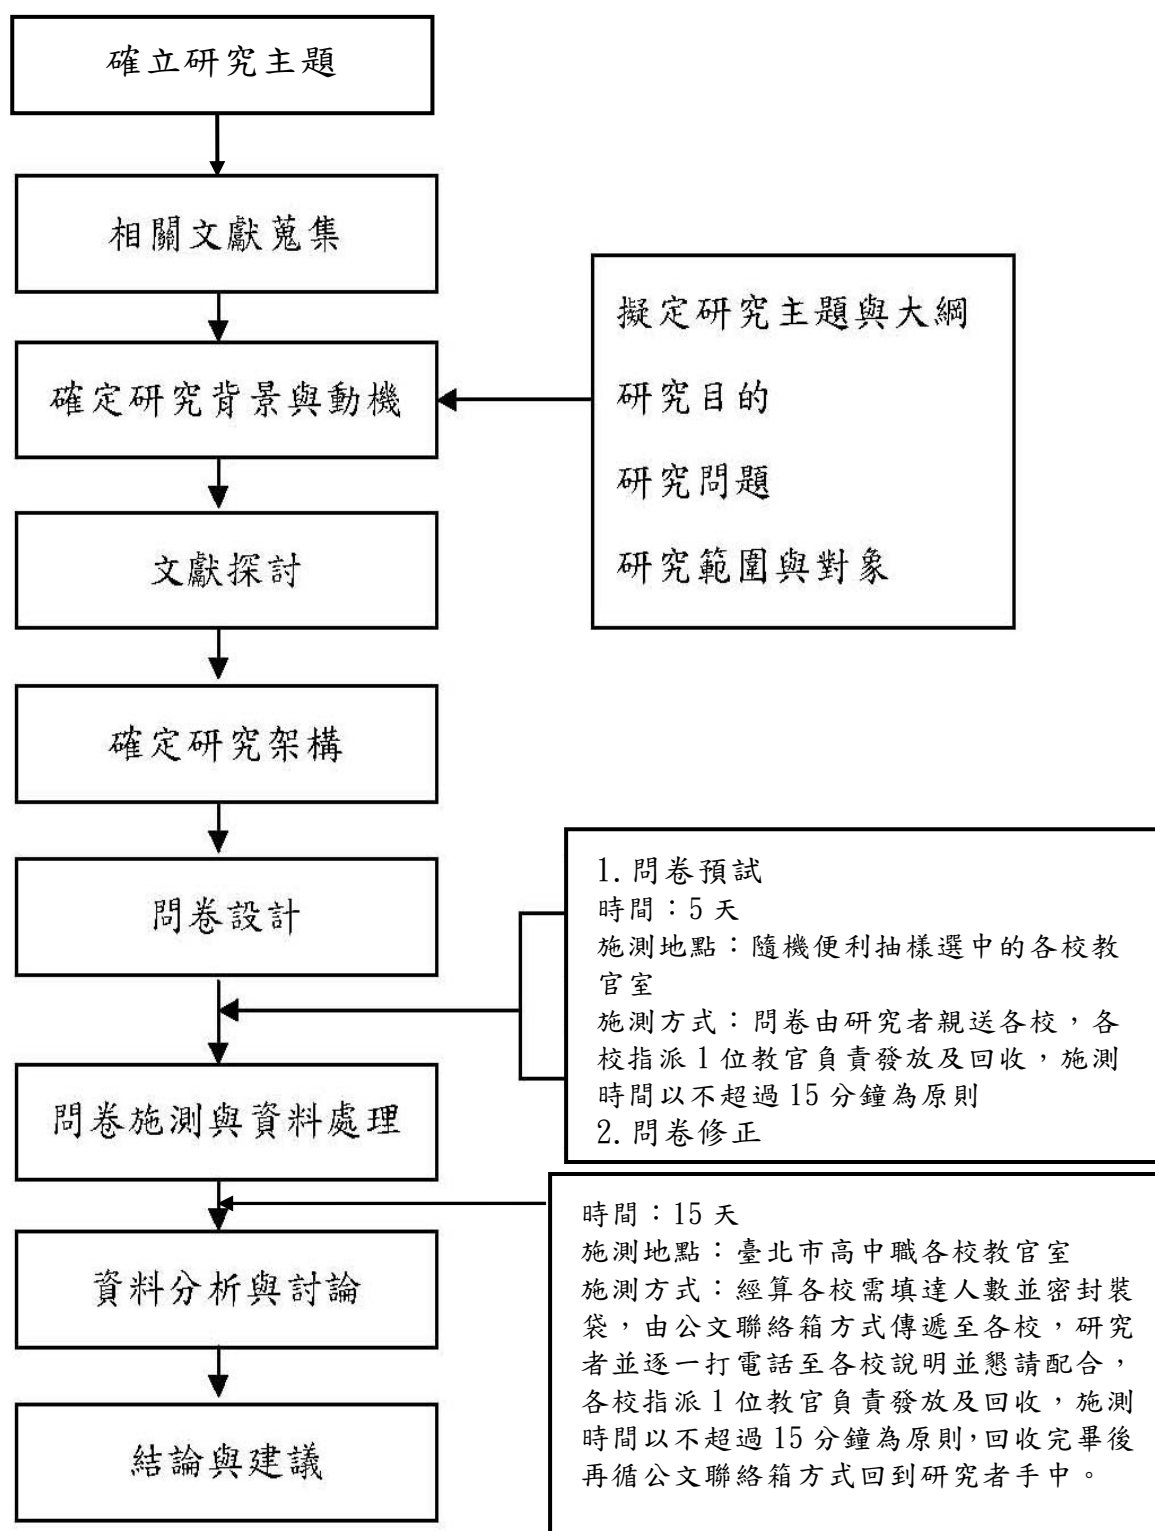 確立研究主題
相關文獻蒐集
確定研究背景與動機
擬定研究主題與大綱
研究目的
研究問題
研究範圍與對象
文獻探討
確定研究架構
問卷設計
1.問卷預試
時間：5天
施測地點：隨機便利抽樣選中的各校教
官室
施測方式：問卷由研究者親送各校，各
校指派1位教官負責發放及回收，施測
時間以不超過15分鐘為原則
2.問卷修正
問卷施測與資料處理
時間：15天
施測地點：臺北市高中職各校教官室
施測方式：經算各校需填達人數並密封裝
袋，由公文聯絡箱方式傳遞至各校，研究
者並逐一打電話至各校說明並懇請配合，
各校指派1位教官負責發放及回收，施測
時間以不超過15分鐘為原則，回收完畢後
再循公文聯絡箱方式回到研究者手中。
資料分析與討論
結論與建議